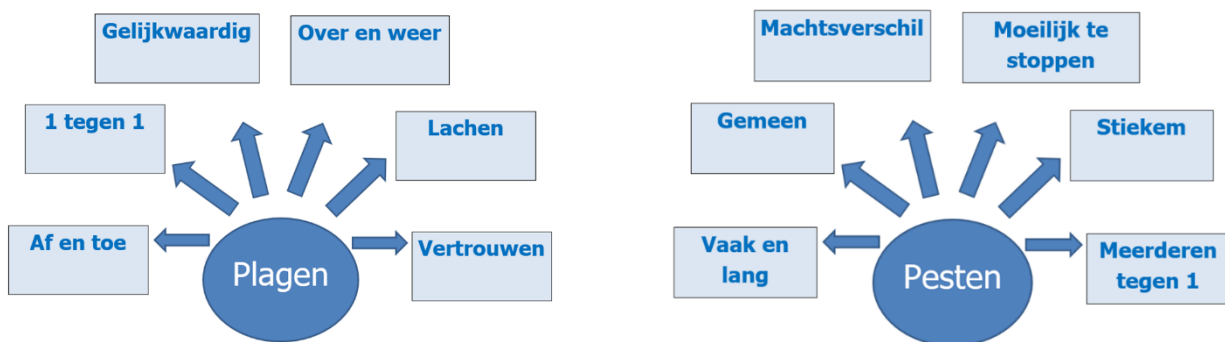 Gelijkwaardig
Over en weer
1 tegen 1
Lachen
Af en toe
Vertrouwen
Plagen
Machtsverschil
Moeilijk te
stoppen
Gemeen
Stiekem
Vaak en
lang
Meerderen
tegen 1
Pesten